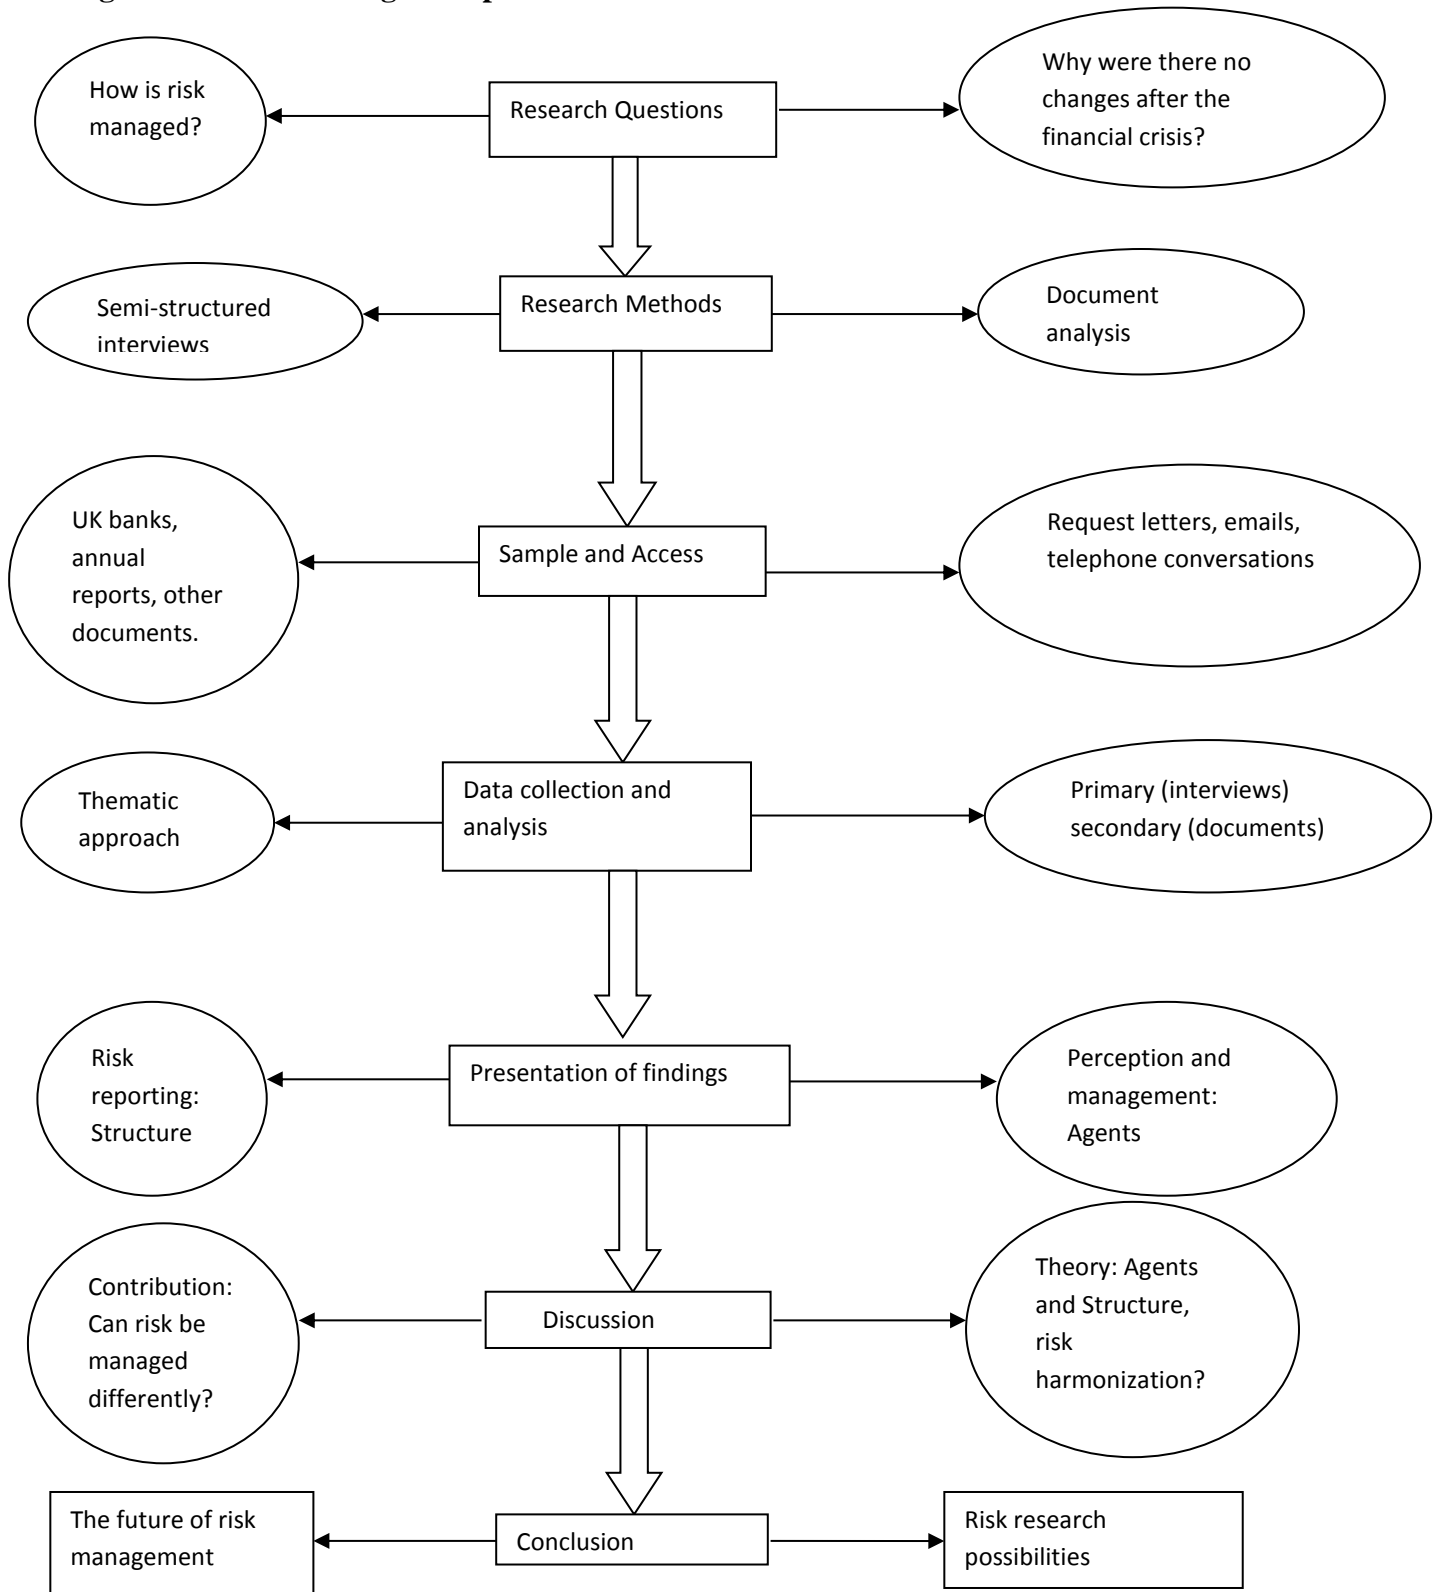 How is risk
managed?
Research Questions
Why were there no
changes after the
financial crisis?
Semi-structured
interviews
Research Methods
Document
analysis
UK banks,
annual
reports, other
documents.
Sample and Access
Request letters, emails,
telephone conversations
Thematic
approach
Data collection and
analysis
Primary (interviews)
secondary (documents)
Risk
reporting:
Structure
Presentation of findings
Perception and
management:
Agents
Contribution:
Can risk be
managed
differently?
Discussion
Theory: Agents
and Structure,
risk
harmonization?
The future of risk
management
Conclusion
Risk research
possibilities